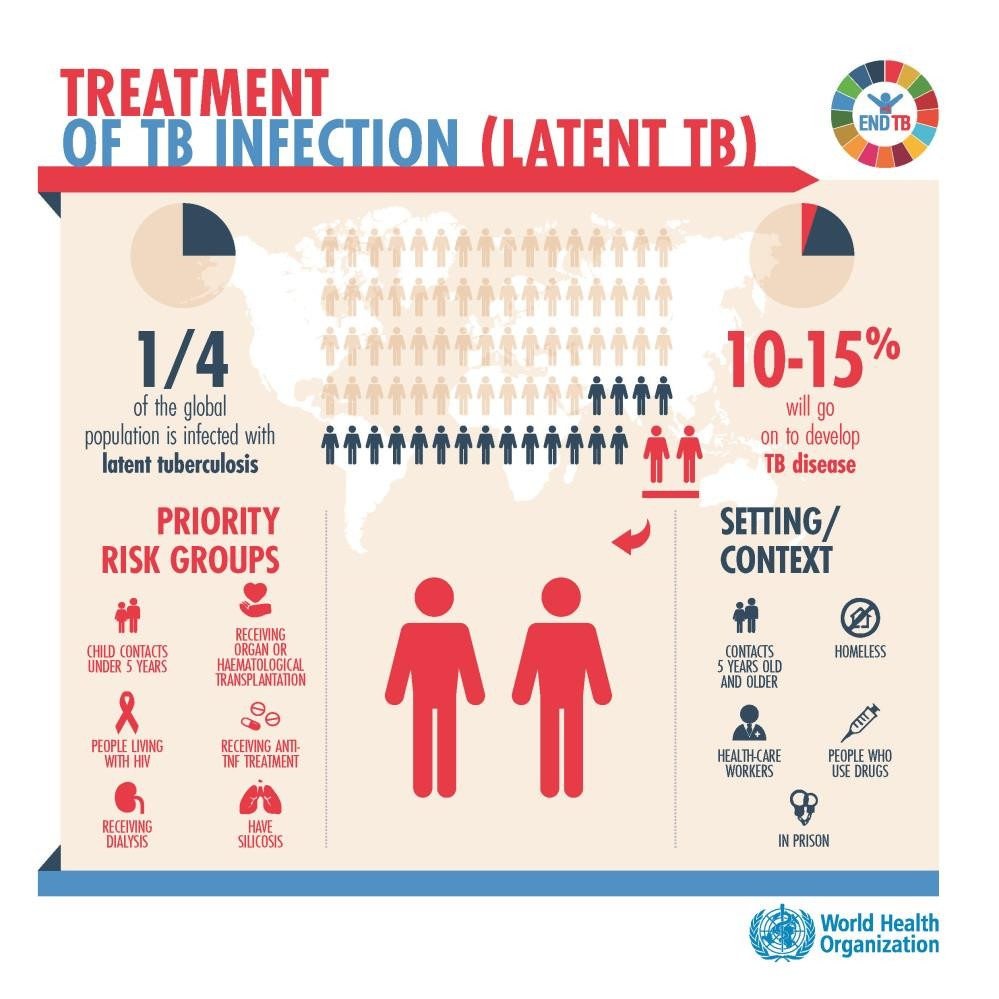 TREATMENT
OF TB INFECTION (LATENT TB)
END TB
1/4
of the global
population is infected with
latent tuberculosis
10-15%
will go
on to develop
TB disease
PRIORITY
RISK GROUPS
CHILD CONTACTS
UNDER 5 YEARS
RECEIVING
ORGAN OR
HAEMATOLOGICAL
TRANSPLANTATION
PEOPLE LIVING
WITH HIV
RECEIVING ANTI-
TNF TREATMENT
RECEIVING
DIALYSIS
HAVE
SILICOSIS
SETTING/
CONTEXT
CONTACTS
5 YEARS OLD
AND OLDER
HOMELESS
HEALTH-CARE
WORKERS
PEOPLE WHO
USE DRUGS
IN PRISON
World Health
Organization